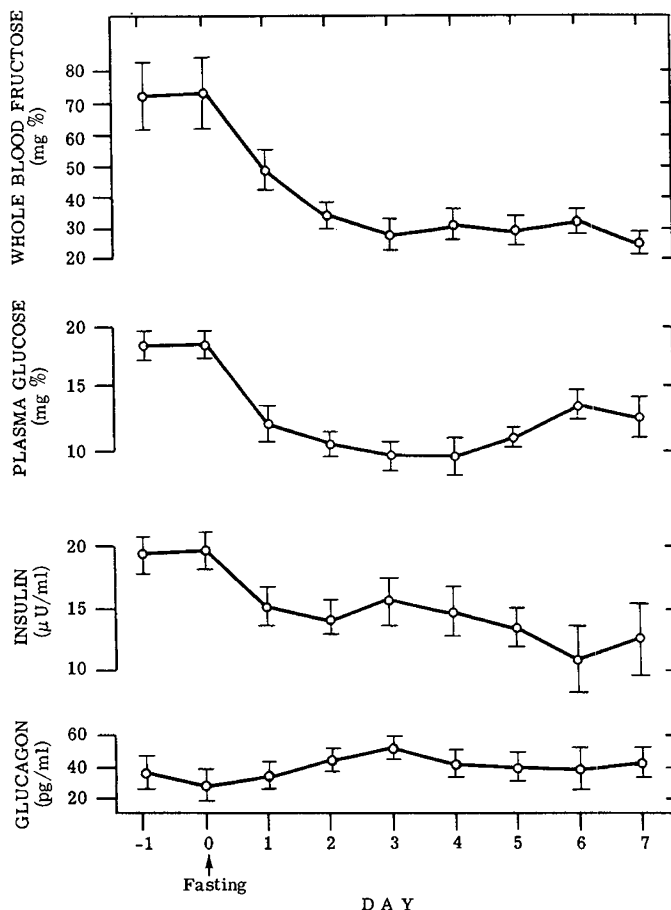 WHOLE BLOOD FRUCTOSE
(mg %)
80
70
60
50
40
30
20
PLASMA GLUCOSE
(mg %)
20
15
10
INSULIN
(μU/ml)
20
15
10
GLUCAGON
(pg/ml)
60
40
20
-1 0 1 2 3 4 5 6 7
Fasting
DAY